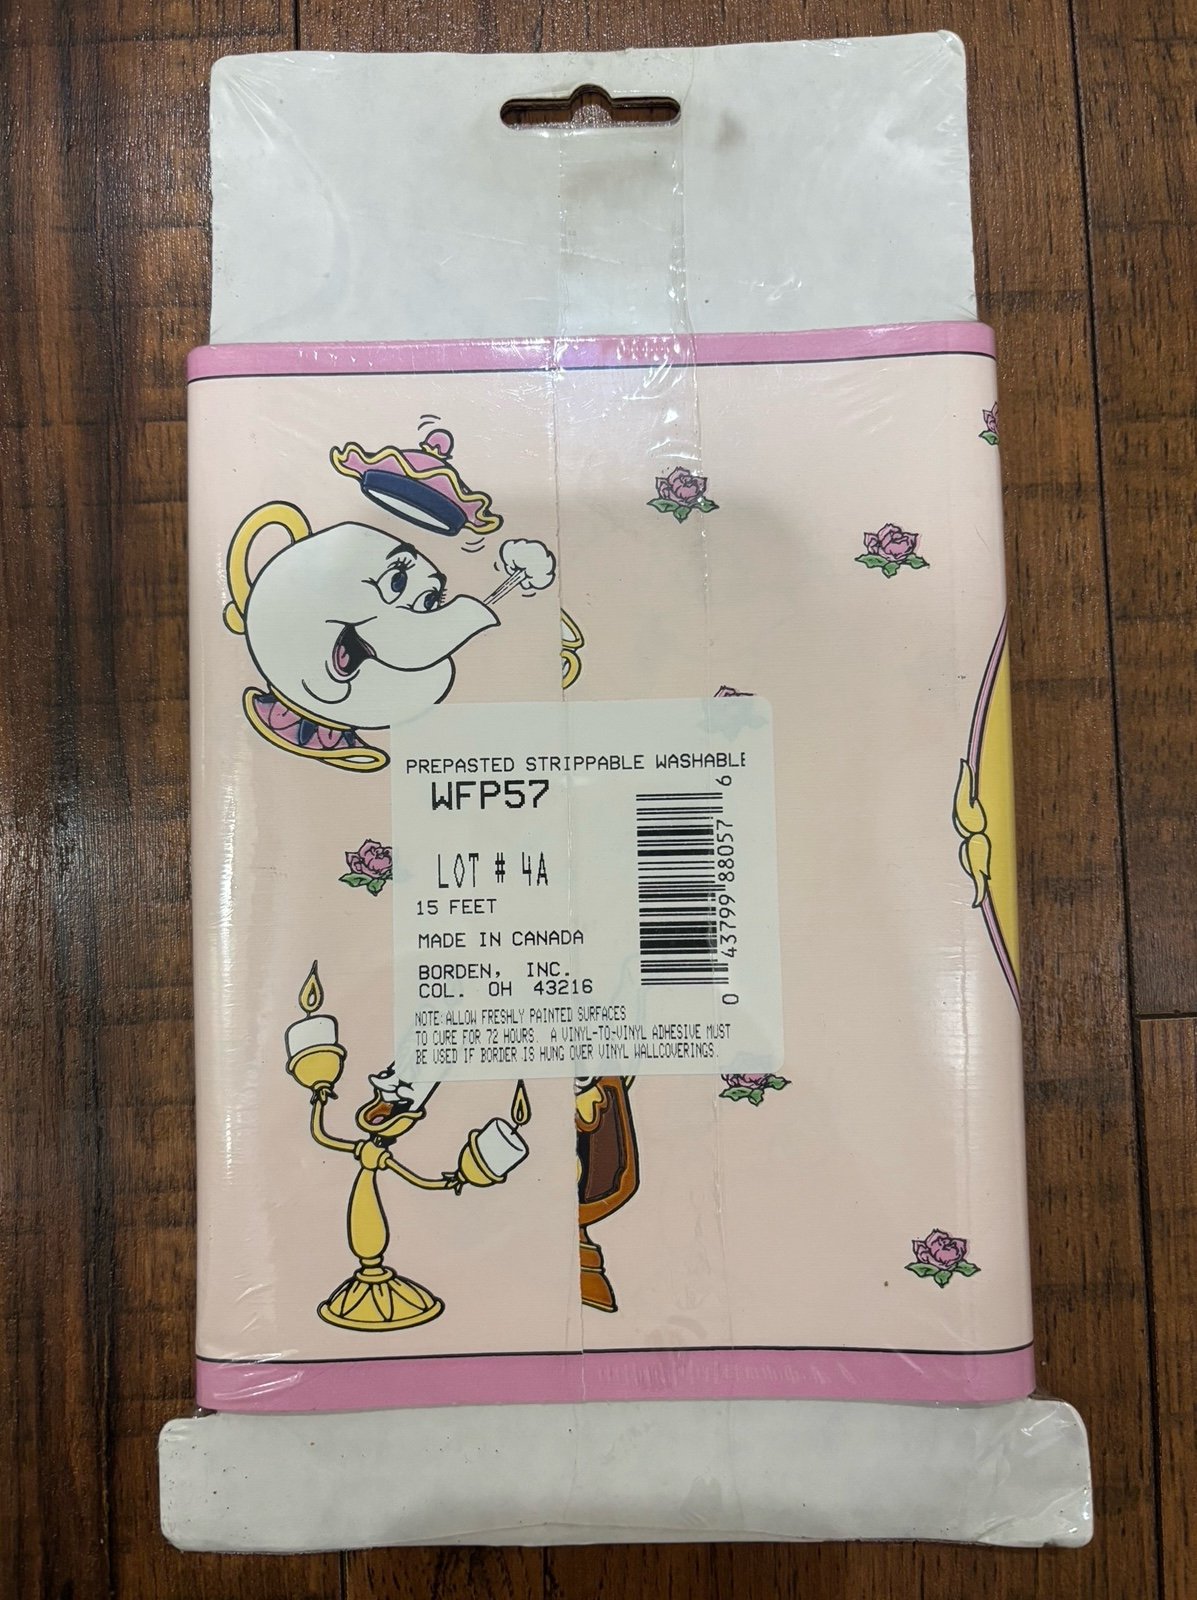 PREPASTED STRIPPABLE WASHABLE
WFP57
LOT # 4A
15 FEET
MADE IN CANADA
BORDEN, INC.
COL. OH 43216
NOTE: ALLOW FRESHLY PAINTED SURFACES
TO CURE FOR 72 HOURS. A VINYL-TO-VINYL ADHESIVE MUST
BE USED IF BORDER IS HUNG OVER VINYL WALLCOVERINGS.
0 43799 88057 6